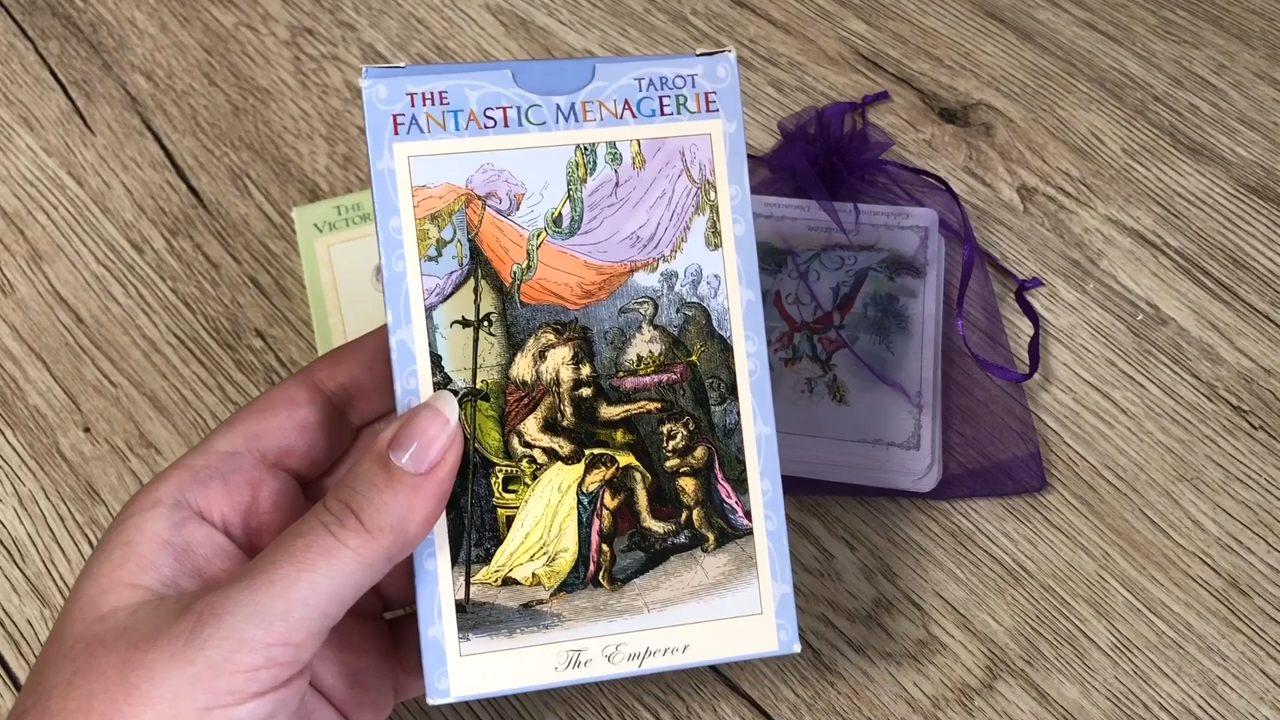 THE
TAROT
FANTASTIC MENAGERIE
The Emperor
THE
VICTOR